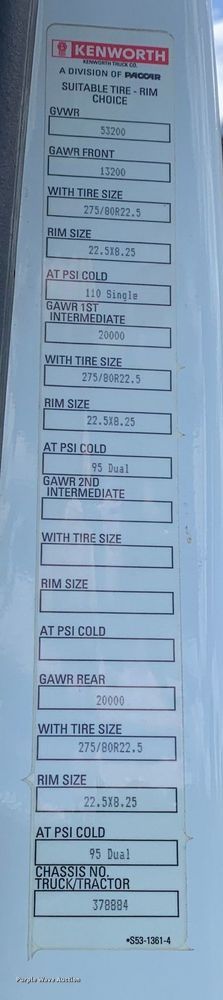 KENWORTH
KENWORTH TRUCK CO.
A DIVISION OF PACCAR
SUITABLE TIRE - RIM
CHOICE
GVWR
53200
GAWR FRONT
13200
WITH TIRE SIZE
275/80R22.5
RIM SIZE
22.5X8.25
AT PSI COLD
110 Single
GAWR 1ST
INTERMEDIATE
20000
WITH TIRE SIZE
275/80R22.5
RIM SIZE
22.5X8.25
AT PSI COLD
95 Dual
GAWR 2ND
INTERMEDIATE
WITH TIRE SIZE
RIM SIZE
AT PSI COLD
GAWR REAR
20000
WITH TIRE SIZE
275/80R22.5
RIM SIZE
22.5X8.25
AT PSI COLD
95 Dual
CHASSIS NO.
TRUCK/TRACTOR
378884
*S53-1361-4
Purple Wave Auction